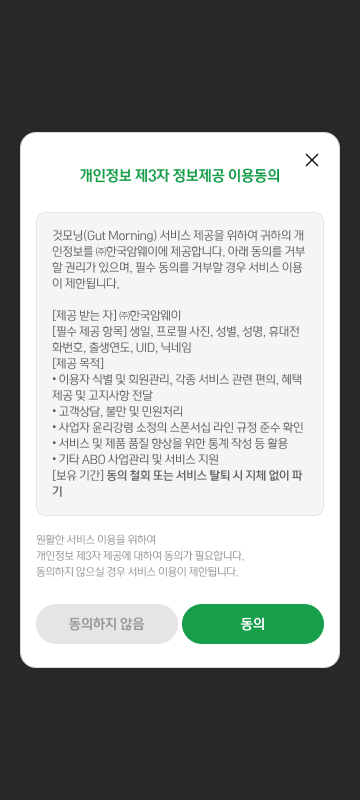 개인정보 제3자 정보제공 이용동의
것모닝(Gut Morning) 서비스 제공을 위하여 귀하의 개
인정보를 ㈜한국암웨이에 제공합니다. 아래 동의를 거부
할 권리가 있으며, 필수 동의를 거부할 경우 서비스 이용
이 제한됩니다.
[제공 받는 자] ㈜한국암웨이
[필수 제공 항목] 생일, 프로필 사진, 성별, 성명, 휴대전
화번호, 출생연도, UID, 닉네임
[제공 목적]
• 이용자 식별 및 회원관리, 각종 서비스 관련 편의, 혜택
제공 및 고지사항 전달
• 고객상담, 불만 및 민원처리
• 사업자 윤리강령 소정의 스폰서십 라인 규정 준수 확인
• 서비스 및 제품 품질 향상을 위한 통계 작성 등 활용
• 기타 ABO 사업관리 및 서비스 지원
[보유 기간] 동의 철회 또는 서비스 탈퇴 시 지체 없이 파
기
원활한 서비스 이용을 위하여
개인정보 제3자 제공에 대하여 동의가 필요합니다.
동의하지 않으실 경우 서비스 이용이 제한됩니다.
동의하지 않음
동의